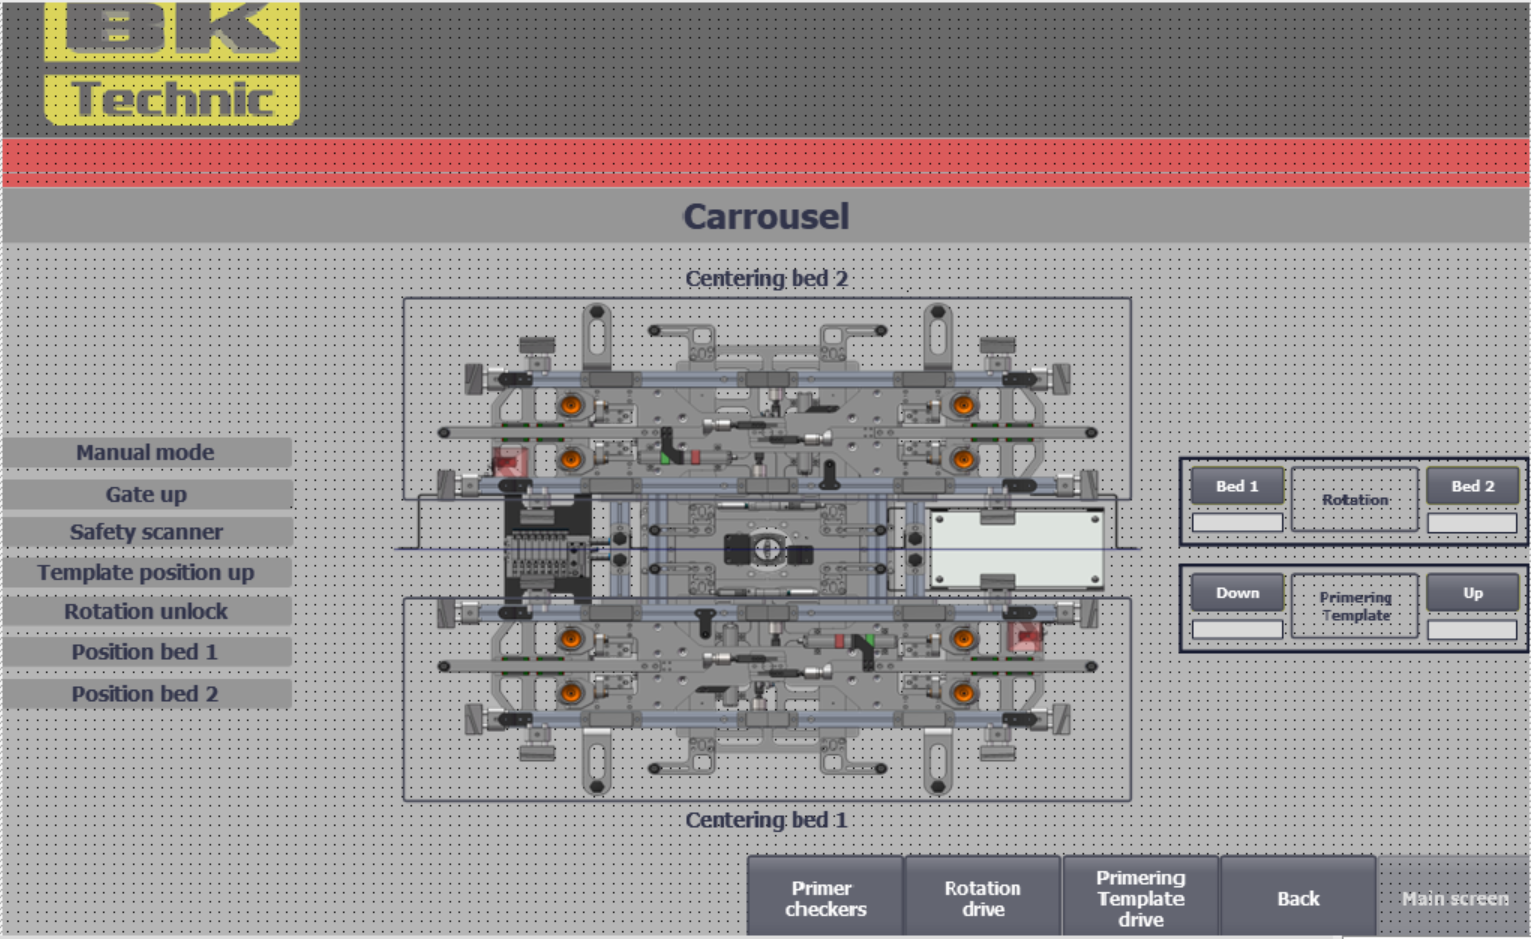 BK
Technic
Carrousel
Centering bed 2
Manual mode
Gate up
Safety scanner
Template position up
Rotation unlock
Position bed 1
Position bed 2
Bed 1
Rotation
Bed 2
Down
Primering
Template
Up
Centering bed 1
Primer
checkers
Rotation
drive
Primering
Template
drive
Back
Main screen